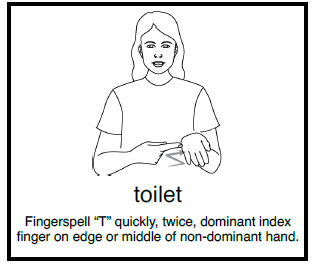 toilet
Fingerspell “T” quickly, twice, dominant index
finger on edge or middle of non-dominant hand.